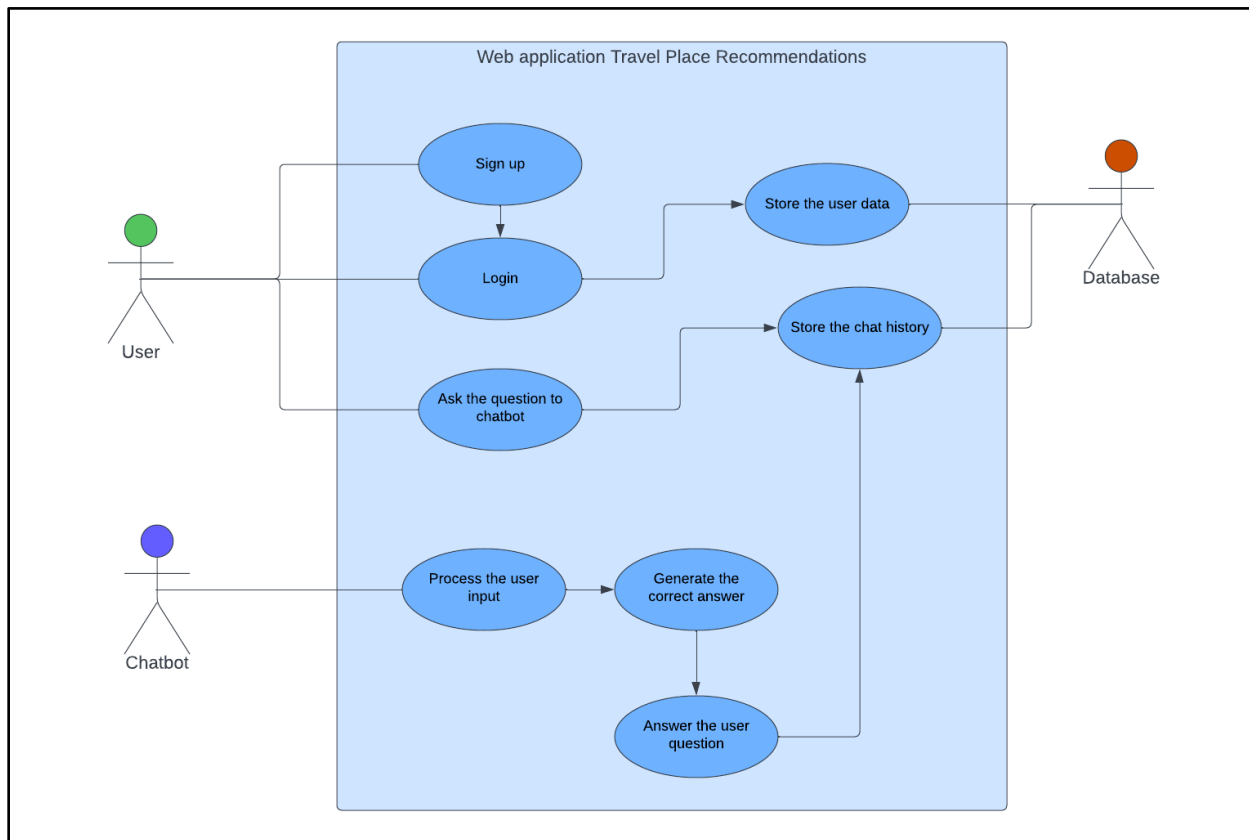 Web application Travel Place Recommendations
Sign up
Store the user data
Login
Database
Store the chat history
User
Ask the question to
chatbot
Process the user
input
Generate the
correct answer
Chatbot
Answer the user
question